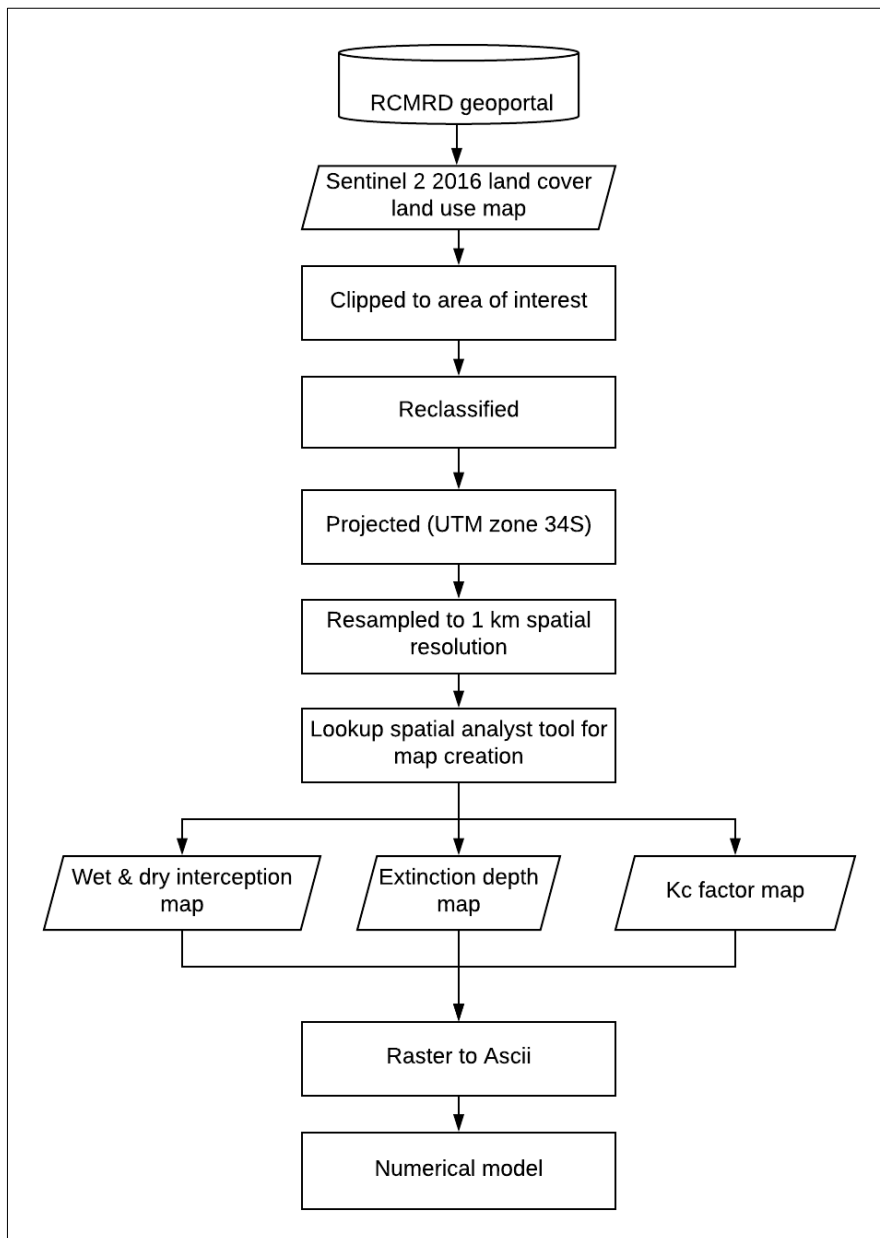 RCMRD geoportal
Sentinel 2 2016 land cover
land use map
Clipped to area of interest
Reclassified
Projected (UTM zone 34S)
Resampled to 1 km spatial
resolution
Lookup spatial analyst tool for
map creation
Wet & dry interception
map
Extinction depth
map
Kc factor map
Raster to Ascii
Numerical model